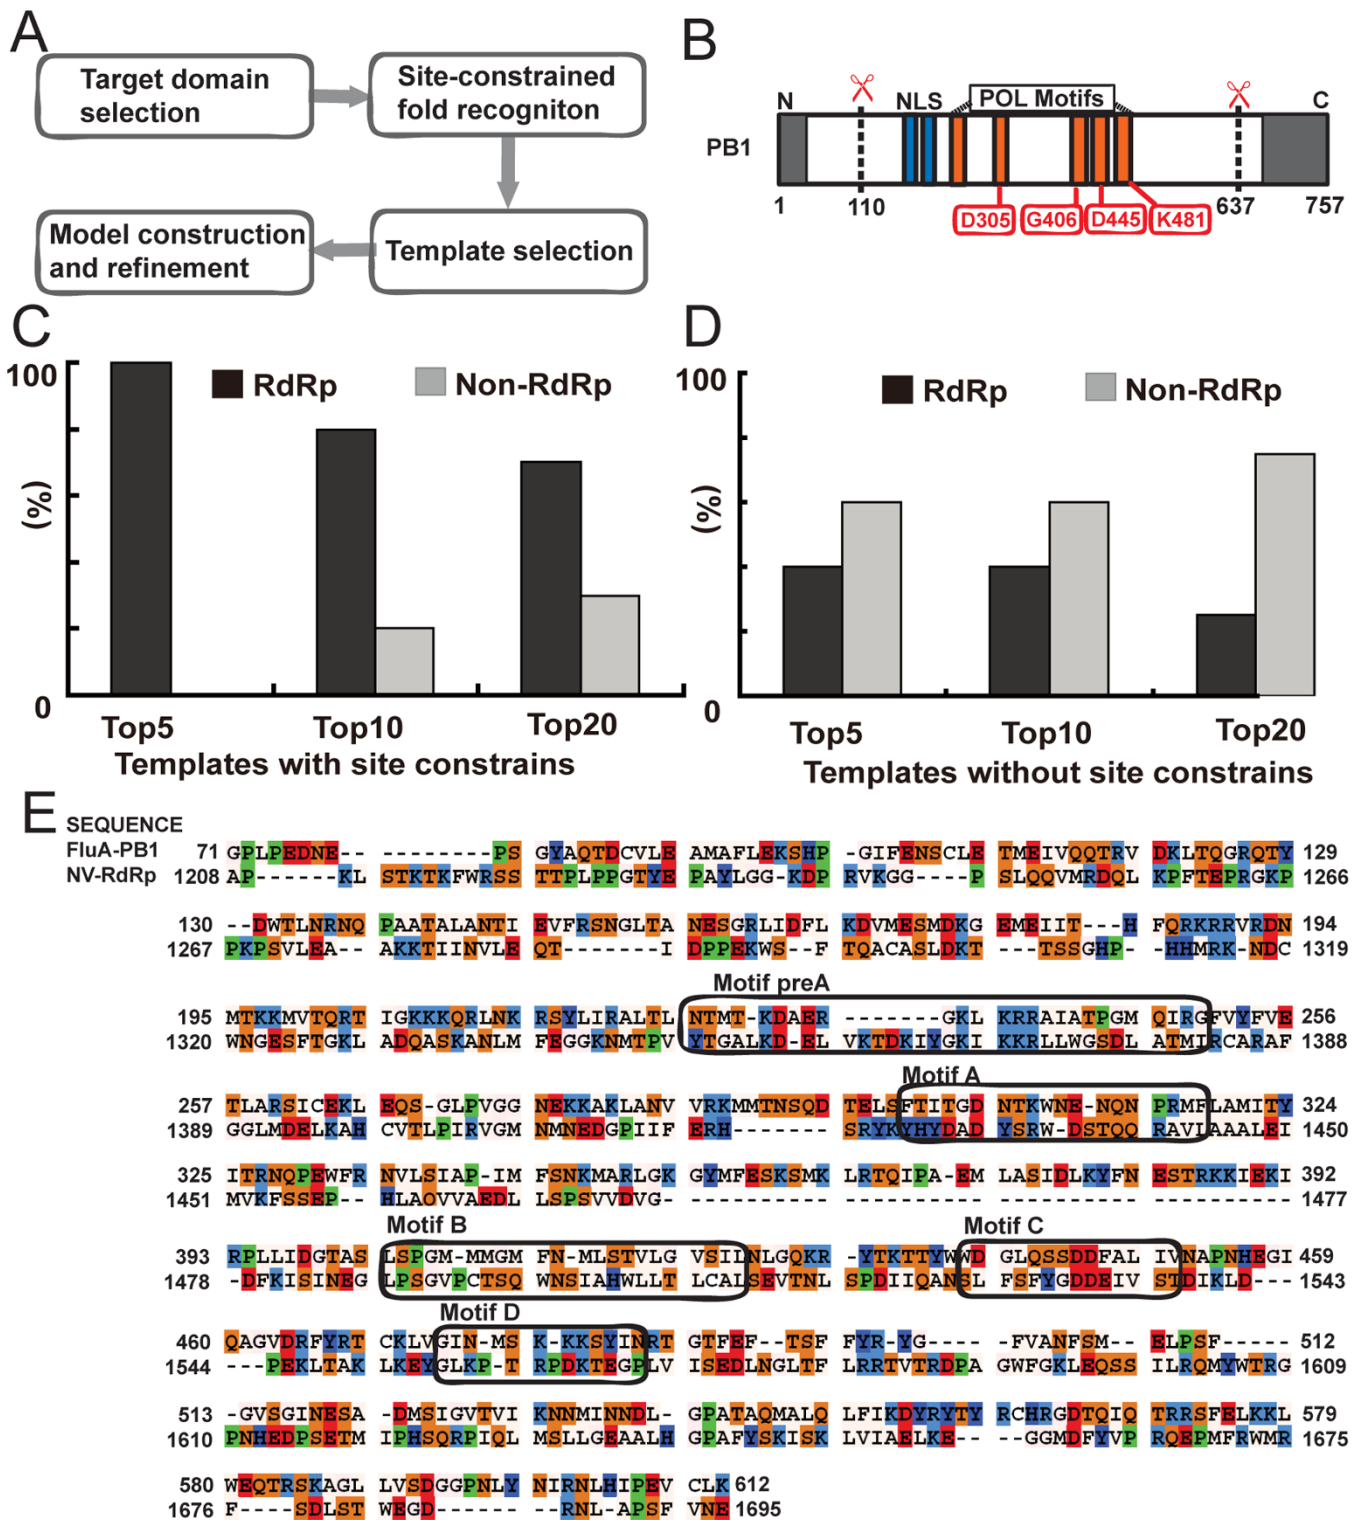 A
Target domain
selection
Site-constrained
fold recogniton
Model construction
and refinement
Template selection
B
N NLS POL Motifs C
PB1
1 110 637 757
D305 G406 D445 K481
C
100
RdRp Non-RdRp
(%)
0
Top5 Top10 Top20
Templates with site constrains
D
100
RdRp Non-RdRp
(%)
0
Top5 Top10 Top20
Templates without site constrains
E
SEQUENCE
FluA-PB1 71 GPLPEDNE-- ---------- PS GYAQTDCVLE AMAFLEKSHP -GIFENSCLE TMEIVQQTRV DKLTQGRQTY 129
NV-RdRp 1208 AP------KL STKTKFWRSS TTPLPPGTYE PAYLGG-KDP RVKGG----P SLQQVMRDQL KPFTEPRGKP 1266
130 --DWTLNRNQ PAATALANTI EVFRSNGLTA NESGRLIDFL KDVMESMDKG EMEIIT---H FQRKRRVRDN 194
1267 PKPSVLEA-- AKKTIINVLE QT-------I DPPEKWS--F TQACASLDKT ---TSSGHP- -HHMRK-NDC 1319
Motif preA
195 MTKKMVTQRT IGKKKQRLNK RSYLIRALTL NTMT-KDAER -------GKL KRRAIATPGM QIRGFVYFVE 256
1320 WNGESFTGKL ADQASKANLM FEGGKNMTPV YTGALKD-EL VKTDKIYGKI KKRLLWGSDL ATMIRCARAF 1388
Motif A
257 TLARSICEKL EQS-GLPVGG NEKKAKLANV VRKMMTNSQD TELSFTITGD NTKWNE-NQN PRMFLAMITY 324
1389 GGLMDELKAH CVTLPIRVGM NMNEDGPIIF ERH------- SRYKYHYDAD YSRW-DSTQQ RAVLAAALEI 1450
325 ITRNQPEWFR NVLSIAP-IM FSNKMARLGK GYMFESKSMK LRTQIPA-EM LASIDLKYFN ESTRKKIEKI 392
1451 MVKFSSEP-- HLAOVVAEDL LSPSVVDVG- ---------- ---------- ---------- ---------- 1477
Motif B Motif C
393 RPLLIDGTAS LSPGM-MMGM FN-MLSTVLG VSILNLGQKR -YTKTTYWWD GLQSSDDFAL IVNAPNHEGI 459
1478 -DFKISINEG LPSGVPCTSQ WNSIAHWLLT LCALSEVTNL SPDIIQANSL FSFYGDDEIV STDIKLD--- 1543
Motif D
460 QAGVDRFYRT CKLVGIN-MS K-KKSYINRT GTFEF--TSF FYR-YG---- --FVANFSM- --ELPSF--- 512
1544 ---PEKLTAK LKEYGLKP-T RPDKTEGPLV ISEDLNGLTF LRRTVTRDPA GWFGKLEQSS ILRQMYWTRG 1609
513 -GVSGINESA -DMSIGVTVI KNNMINNDL- GPATAQMALQ LFIKDYRYTY RCHRGDTQIQ TRRSFELKKL 579
1610 PNHEDPSETM IPHSQRPIQL MSLLGEAALH GPAFYSKISK LVIAELKE-- --GGMDFYVP RQEPMFRWMR 1675
580 WEQTRSKAGL LVSDGGPNLY NIRNLHIPEV CLK 612
1676 F----SDLST WEGD------ --RNL-APSF VNE 1695